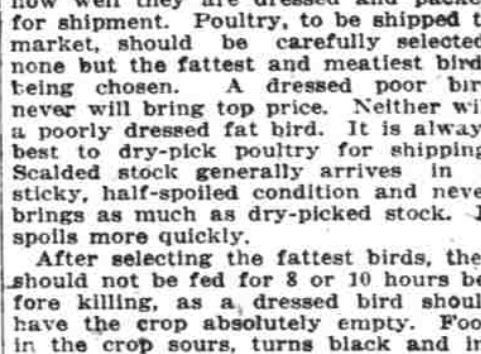 how well they are dressed and packe
for shipment. Poultry, to be shipped t
market, should be carefully selected
none but the fattest and meatiest bird
being chosen. A dressed poor bir
never will bring top price. Neither wil
a poorly dressed fat bird. It is alway
best to dry-pick poultry for shipping
Scalded stock generally arrives in
sticky, half-spoiled condition and neve
brings as much as dry-picked stock. I
spoils more quickly.
After selecting the fattest birds, the
should not be fed for 8 or 10 hours be
fore killing, as a dressed bird shoul
have the crop absolutely empty. Foo
in the crop sours, turns black and in